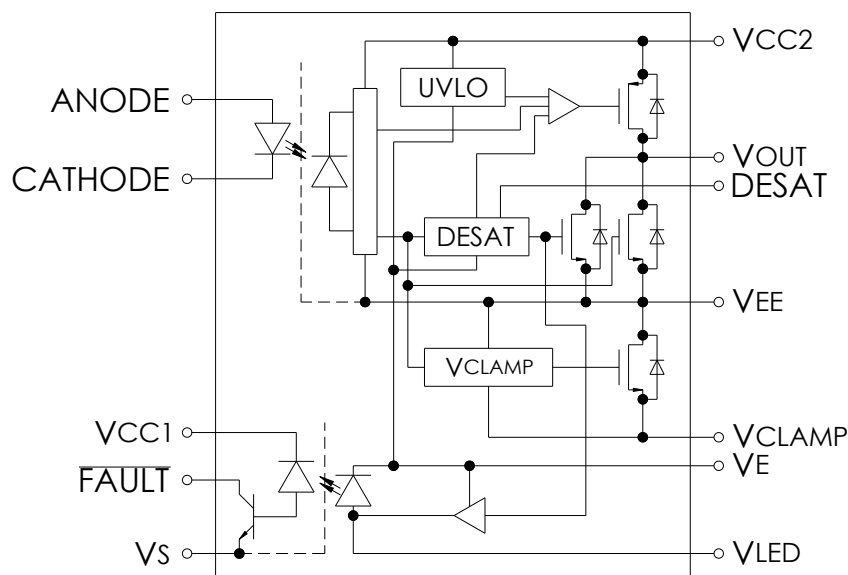 VCC2
UVLO
ANODE
VOUT
CATHODE
DESAT
DESAT
VEE
VCLAMP
VCC1
VCLAMP
VE
FAULT
VS
VLED